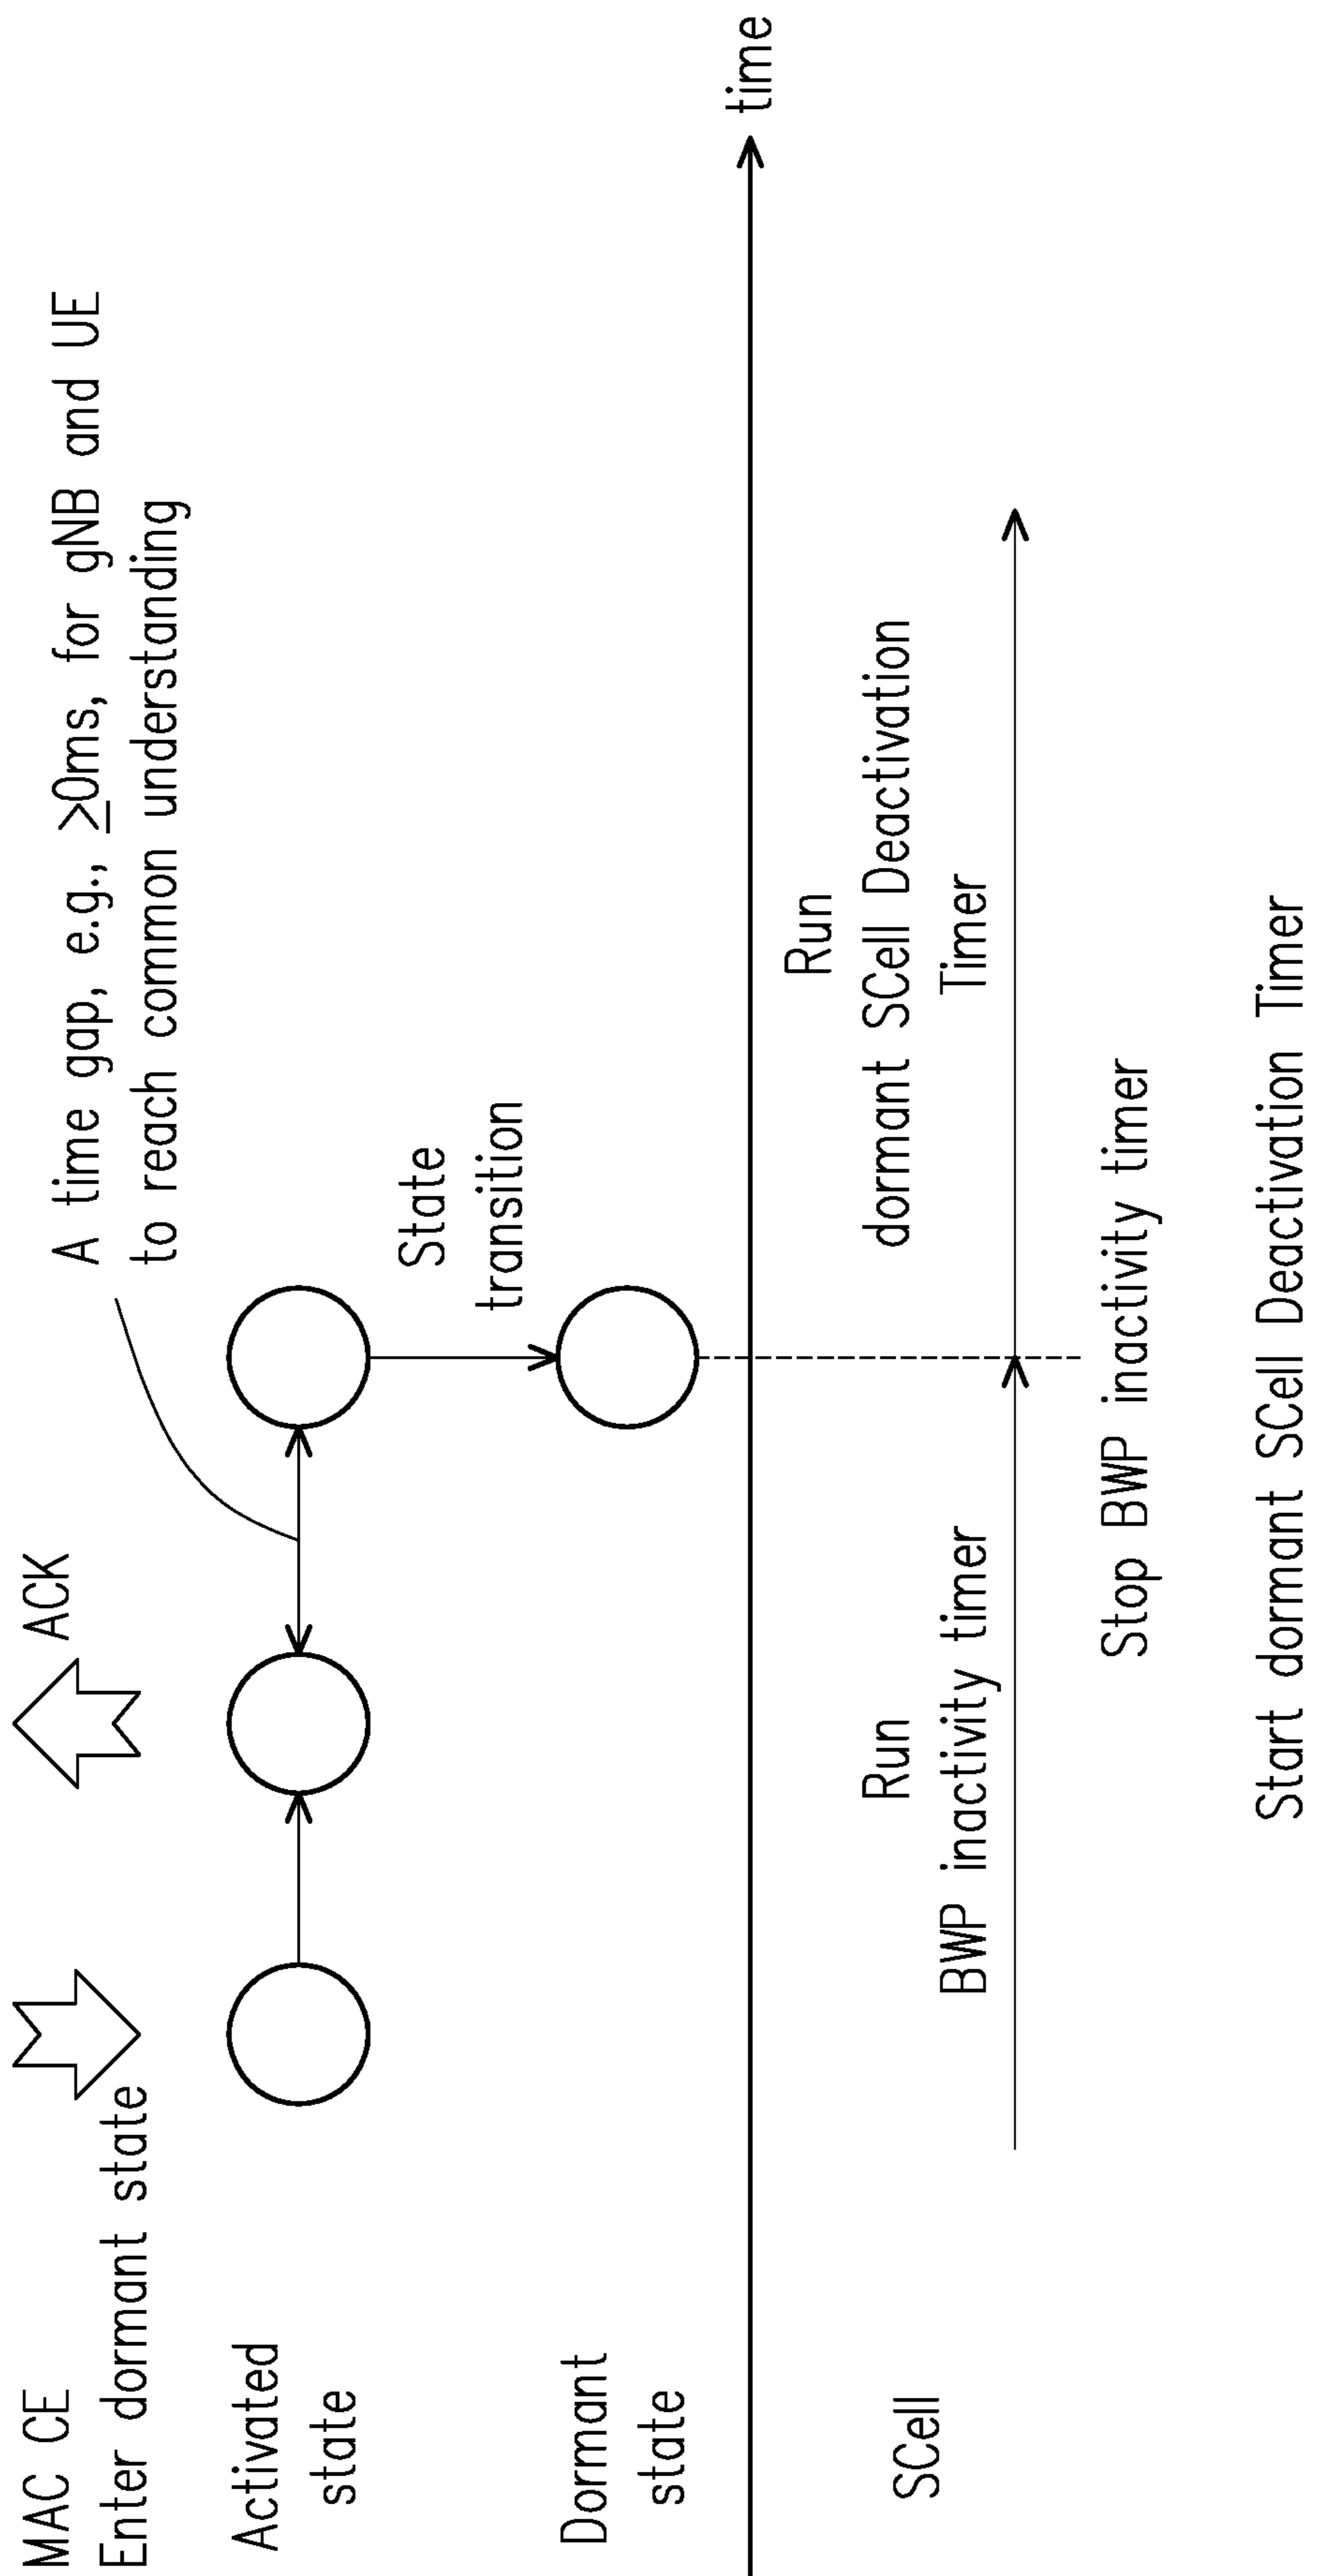 MAC CE
Enter dormant state
ACK
A time gap, e.g., ≥0ms, for gNB and UE
to reach common understanding
Activated
state
State
transition
Dormant
state
time
SCell
Run
BWP inactivity timer
Run
dormant SCell Deactivation
Timer
Stop BWP inactivity timer
Start dormant SCell Deactivation Timer